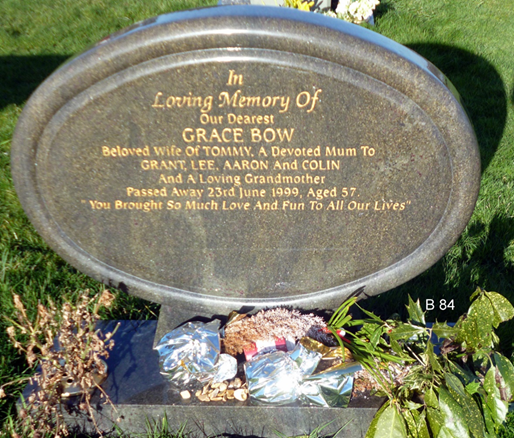 In
Loving Memory Of
Our Dearest
GRACE BOW
Beloved Wife Of TOMMY, A Devoted Mum To
GRANT, LEE, AARON And COLIN
And A Loving Grandmother
Passed Away 23rd June 1999, Aged 57.
"You Brought So Much Love And Fun To All Our Lives"
B 84